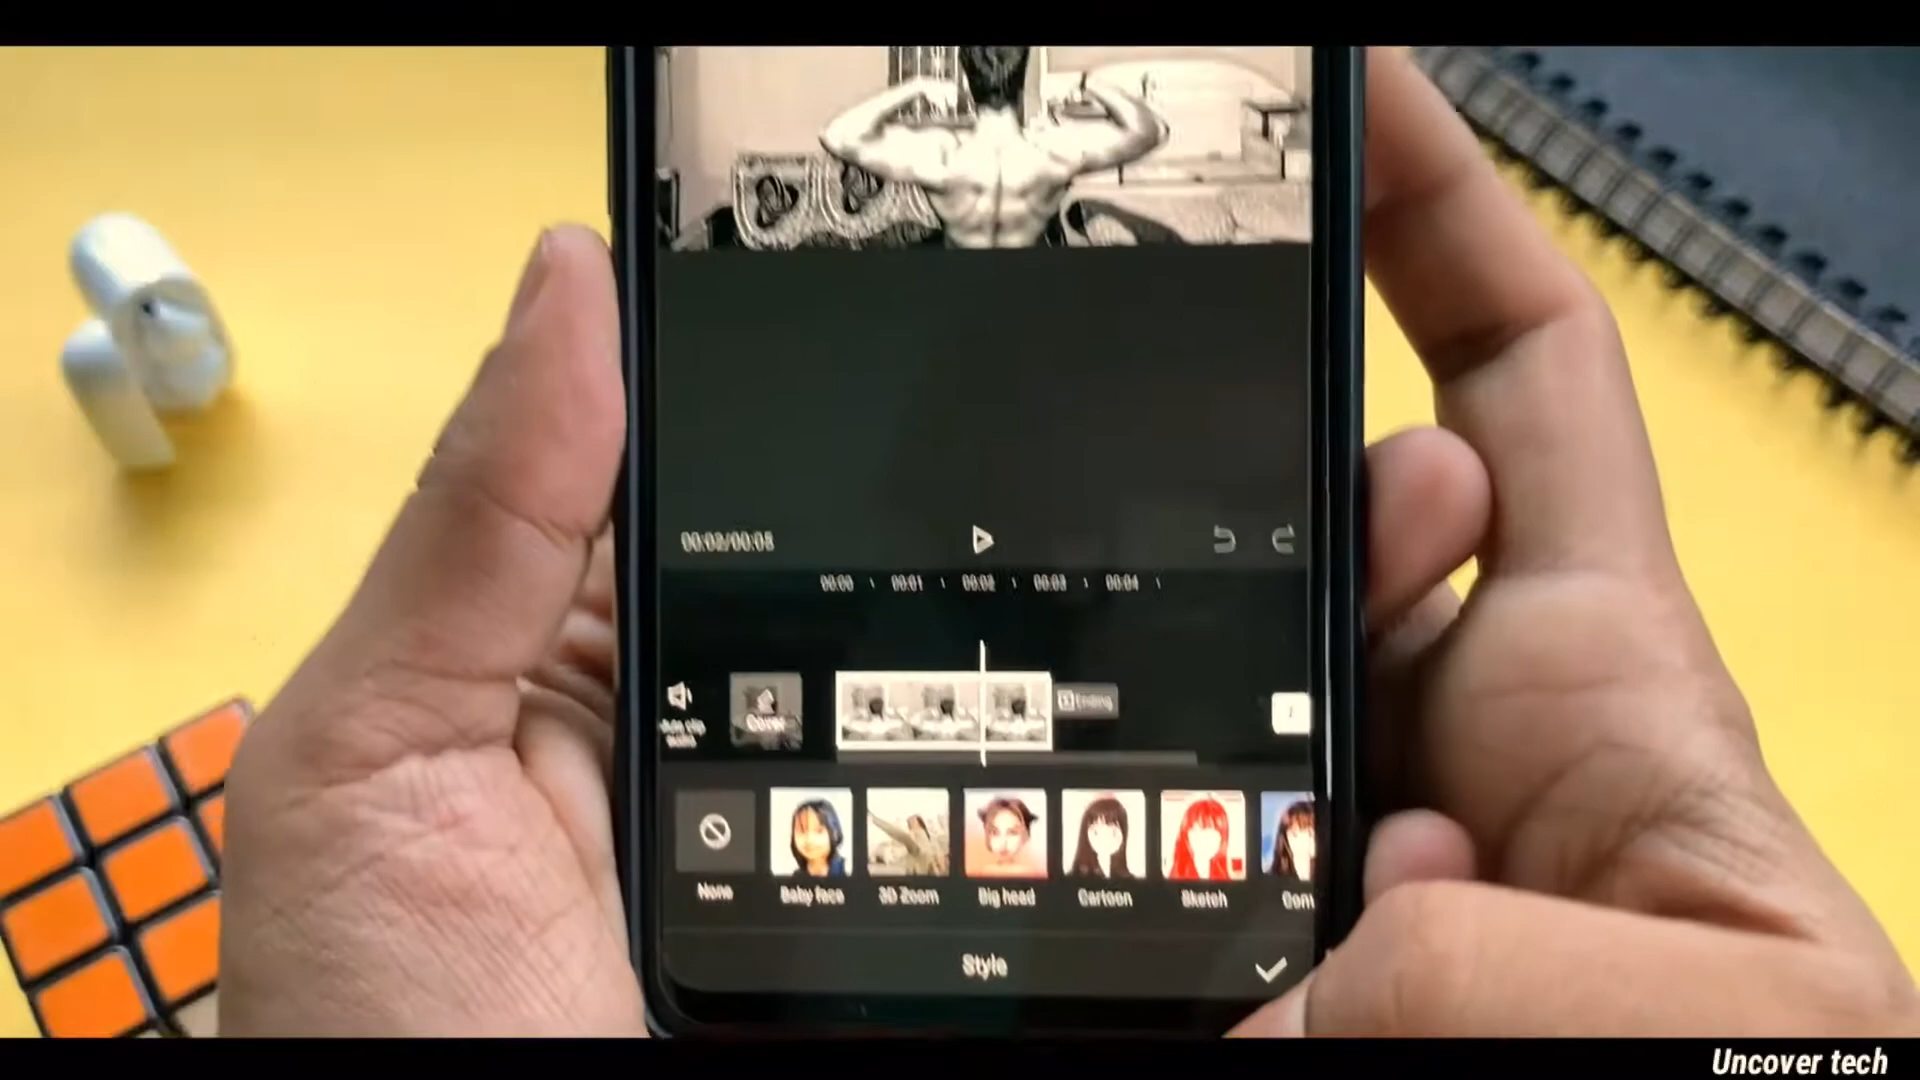 00:02/00:05
00:00 00:01 00:02 00:03 00:04
Cover
Ending
None Baby face 3D Zoom Big head Cartoon Sketch
Style
Uncover tech